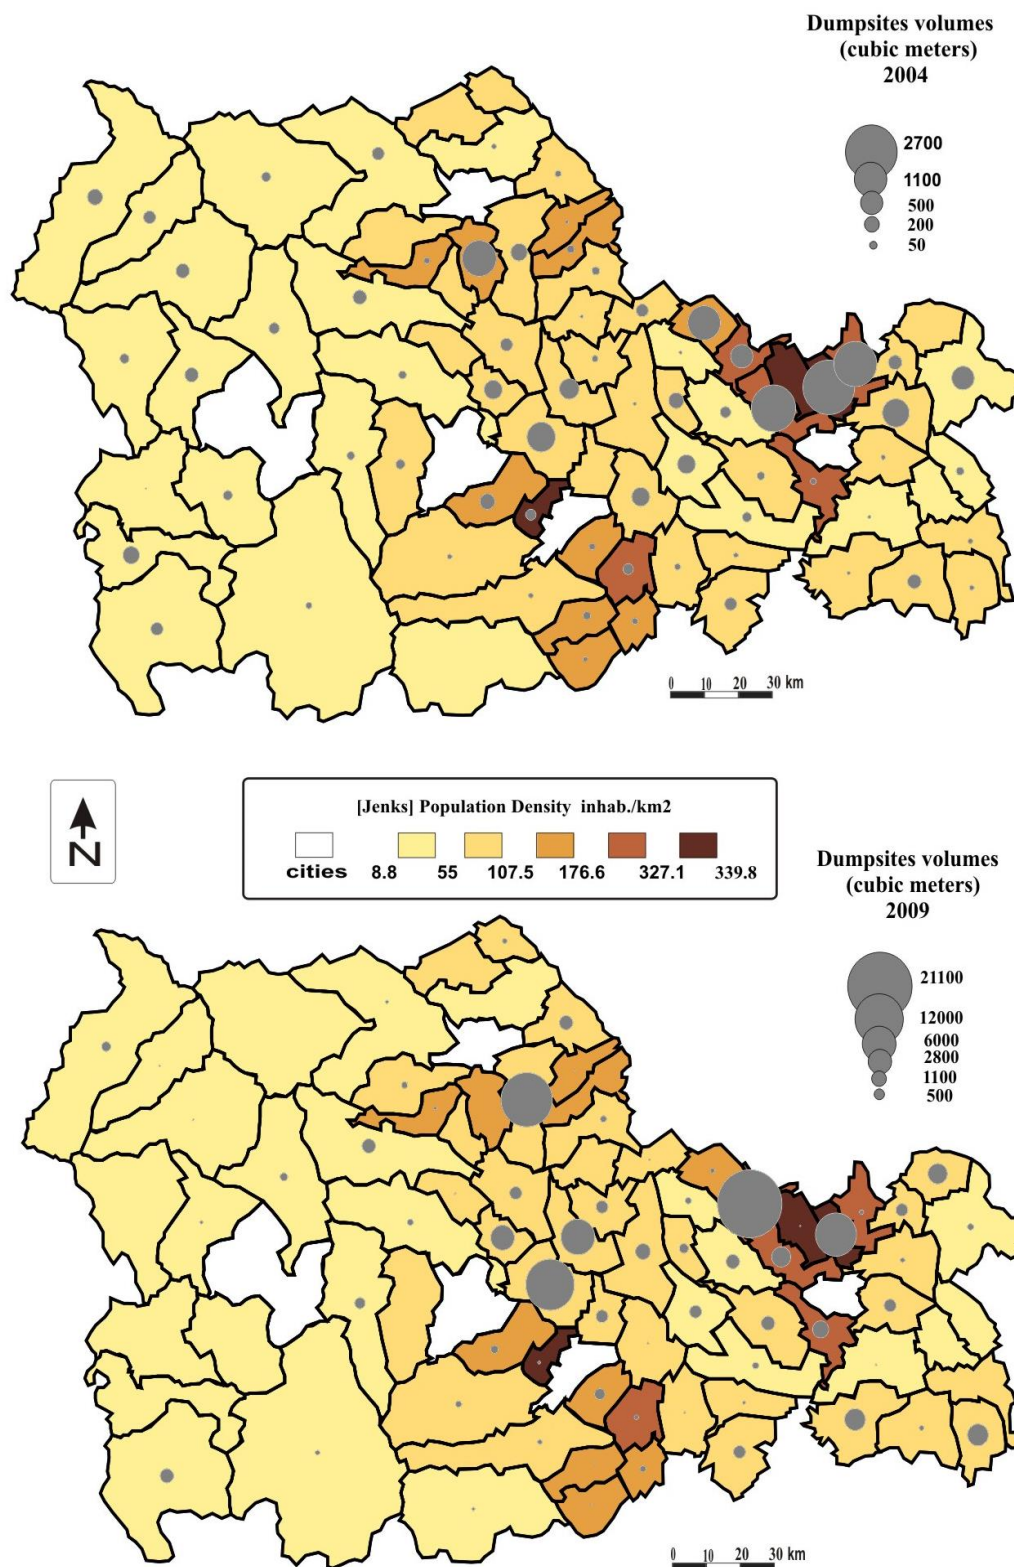 Dumpsites volumes
(cubic meters)
2004
2700
1100
500
200
50
0 10 20 30 km
[Jenks] Population Density inhab./km2
cities 8.8 55 107.5 176.6 327.1 339.8
N
Dumpsites volumes
(cubic meters)
2009
21100
12000
6000
2800
1100
500
0 10 20 30 km